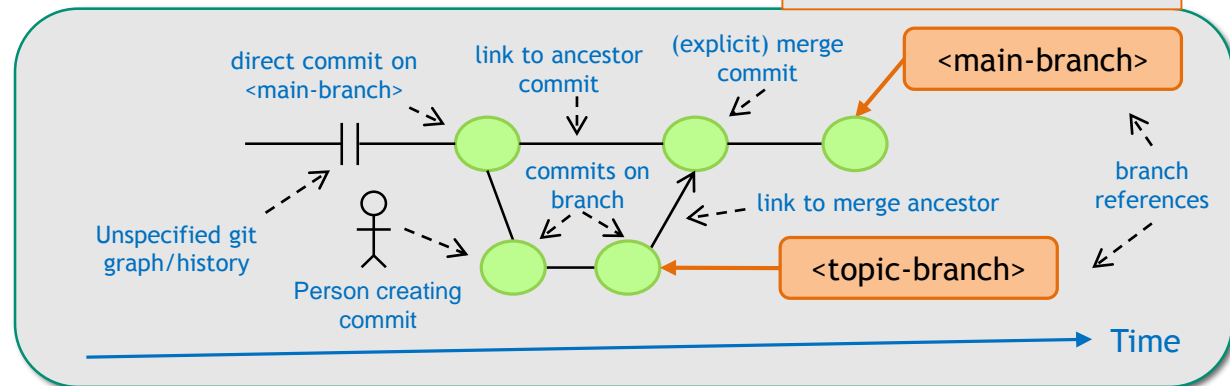 direct commit on
<main-branch>
link to ancestor
commit
(explicit) merge
commit
<main-branch>
commits on
branch
branch
references
link to merge ancestor
Unspecified git
graph/history
<topic-branch>
Person creating
commit
Time